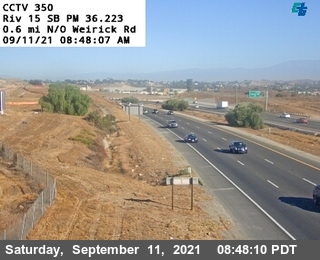 CCTV 350
Riv 15 SB PM 36.223
0.6 mi N/O Weirick Rd
09/11/21 08:48:07 AM
Saturday, September 11, 2021 08:48:10 PDT